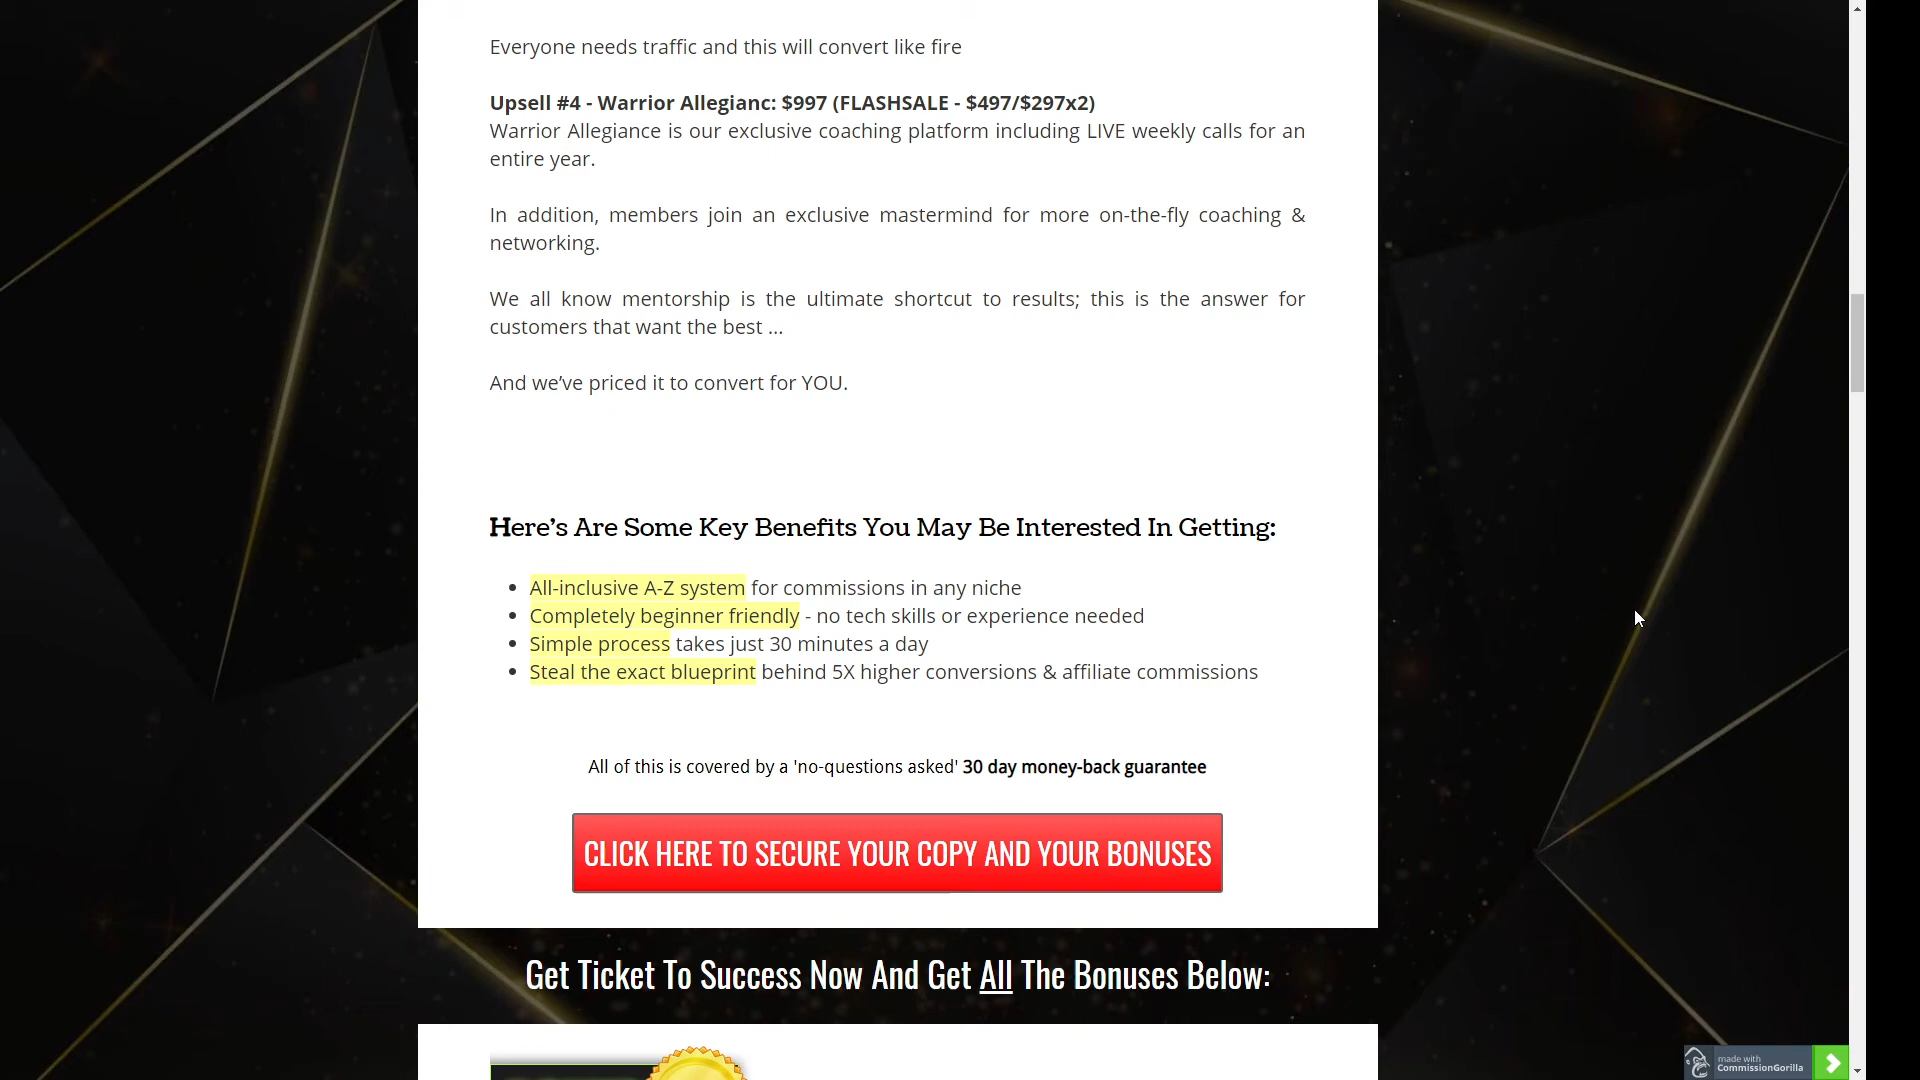 Everyone needs traffic and this will convert like fire
Upsell #4 - Warrior Allegianc: $997 (FLASHSALE - $497/$297x2)
Warrior Allegiance is our exclusive coaching platform including LIVE weekly calls for an
entire year.
In addition, members join an exclusive mastermind for more on-the-fly coaching &
networking.
We all know mentorship is the ultimate shortcut to results; this is the answer for
customers that want the best ...
And we’ve priced it to convert for YOU.
Here’s Are Some Key Benefits You May Be Interested In Getting:
All-inclusive A-Z system for commissions in any niche
Completely beginner friendly - no tech skills or experience needed
Simple process takes just 30 minutes a day
Steal the exact blueprint behind 5X higher conversions & affiliate commissions
All of this is covered by a 'no-questions asked' 30 day money-back guarantee
CLICK HERE TO SECURE YOUR COPY AND YOUR BONUSES
Get Ticket To Success Now And Get All The Bonuses Below:
made with
CommissionGorilla